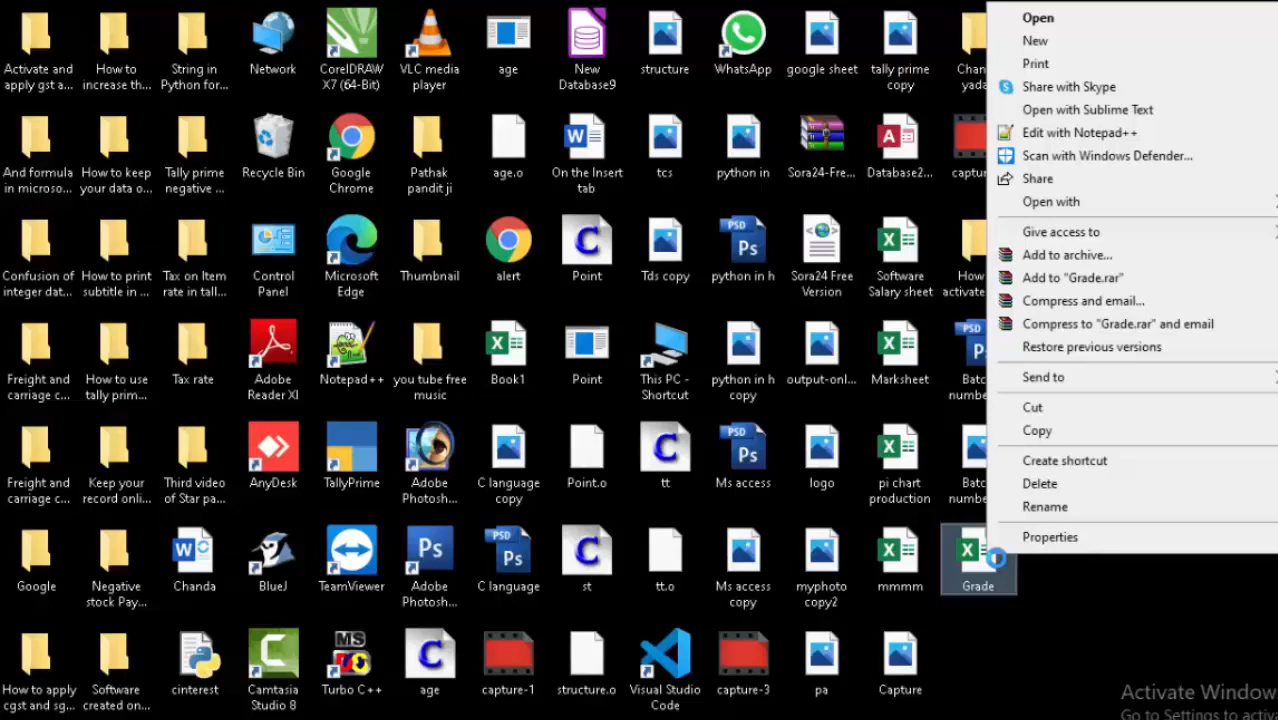 Activate and
apply gst a...
How to
increase th...
String in
Python for...
Network
CorelDRAW
X7 (64-Bit)
VLC media
player
age
New
Database9
structure
WhatsApp
google sheet
tally prime
copy
Chan
yada
And formula
in microso...
How to keep
your data o...
Tally prime
negative ...
Recycle Bin
Google
Chrome
Pathak
pandit ji
age.o
On the Insert
tab
tcs
python in
Sora24-Fre...
Database2...
captu
Confusion of
integer dat...
How to print
subtitle in ...
Tax on Item
rate in tall...
Control
Panel
Microsoft
Edge
Thumbnail
alert
Point
Tds copy
python in h
Sora24 Free
Version
Software
Salary sheet
How
activate
Freight and
carriage c...
How to use
tally prim...
Tax rate
Adobe
Reader XI
Notepad++
you tube free
music
Book1
Point
This PC -
Shortcut
python in h
copy
output-onl...
Marksheet
Batc
numbe
Freight and
carriage c...
Keep your
record onli...
Third video
of Star pa...
AnyDesk
TallyPrime
Adobe
Photosh...
C language
copy
Point.o
tt
Ms access
logo
pi chart
production
Batc
numbe
Google
Negative
stock Pay...
Chanda
BlueJ
TeamViewer
Adobe
Photosh...
C language
st
tt.o
Ms access
copy
myphoto
copy2
mmmm
Grade
How to apply
cgst and sg...
Software
created on...
cinterest
Camtasia
Studio 8
Turbo C++
age
capture-1
structure.o
Visual Studio
Code
capture-3
pa
Capture
Open
New
Print
Share with Skype
Open with Sublime Text
Edit with Notepad++
Scan with Windows Defender...
Share
Open with
Give access to
Add to archive...
Add to "Grade.rar"
Compress and email...
Compress to "Grade.rar" and email
Restore previous versions
Send to
Cut
Copy
Create shortcut
Delete
Rename
Properties
Activate Window
Go to Settings to activ